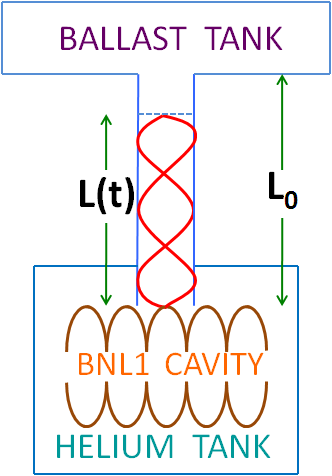 BALLAST TANK
L(t)
L₀
BNL1 CAVITY
HELIUM TANK